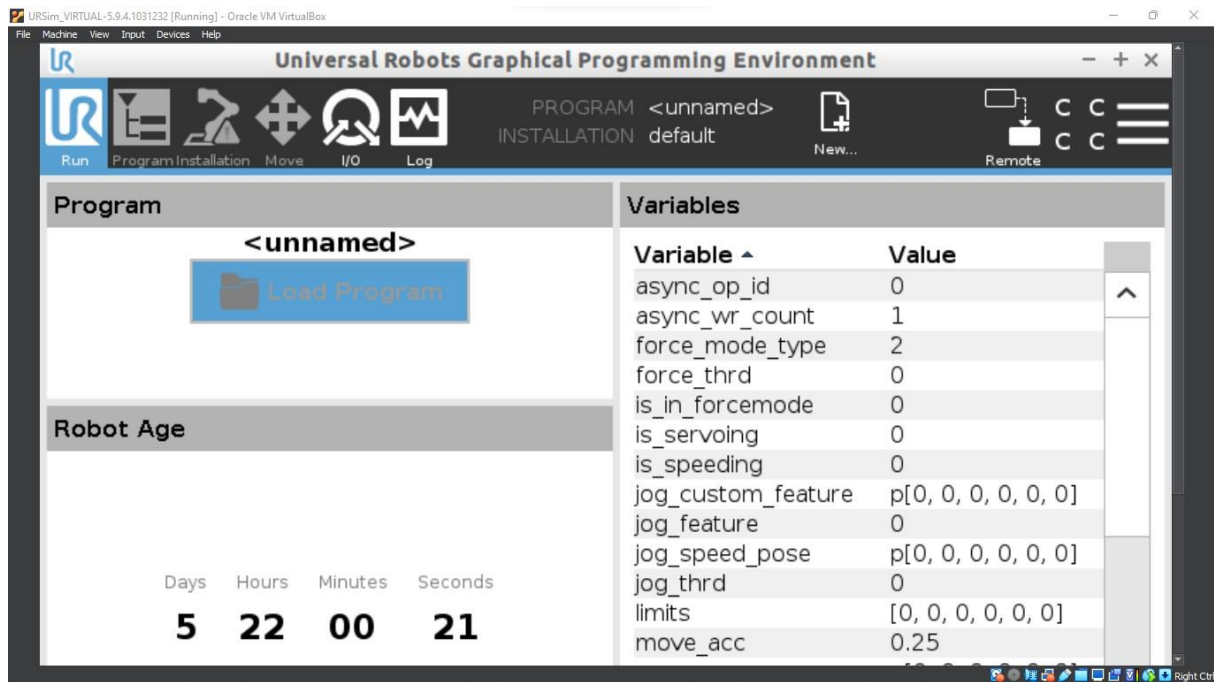 URSim_VIRTUAL-5.9.4.1031232 [Running] - Oracle VM VirtualBox
File Machine View Input Devices Help
Universal Robots Graphical Programming Environment
PROGRAM <unnamed>
INSTALLATION default
New...
Remote
C C
C C
Run Program Installation Move I/O Log
Program
<unnamed>
Load Program
Robot Age
Days Hours Minutes Seconds
5 22 00 21
Variables
Variable Value
async_op_id 0
async_wr_count 1
force_mode_type 2
force_thrd 0
is_in_forcemode 0
is_servoing 0
is_speeding 0
jog_custom_feature p[0, 0, 0, 0, 0, 0]
jog_feature 0
jog_speed_pose p[0, 0, 0, 0, 0, 0]
jog_thrd 0
limits [0, 0, 0, 0, 0, 0]
move_acc 0.25
Right Ctrl